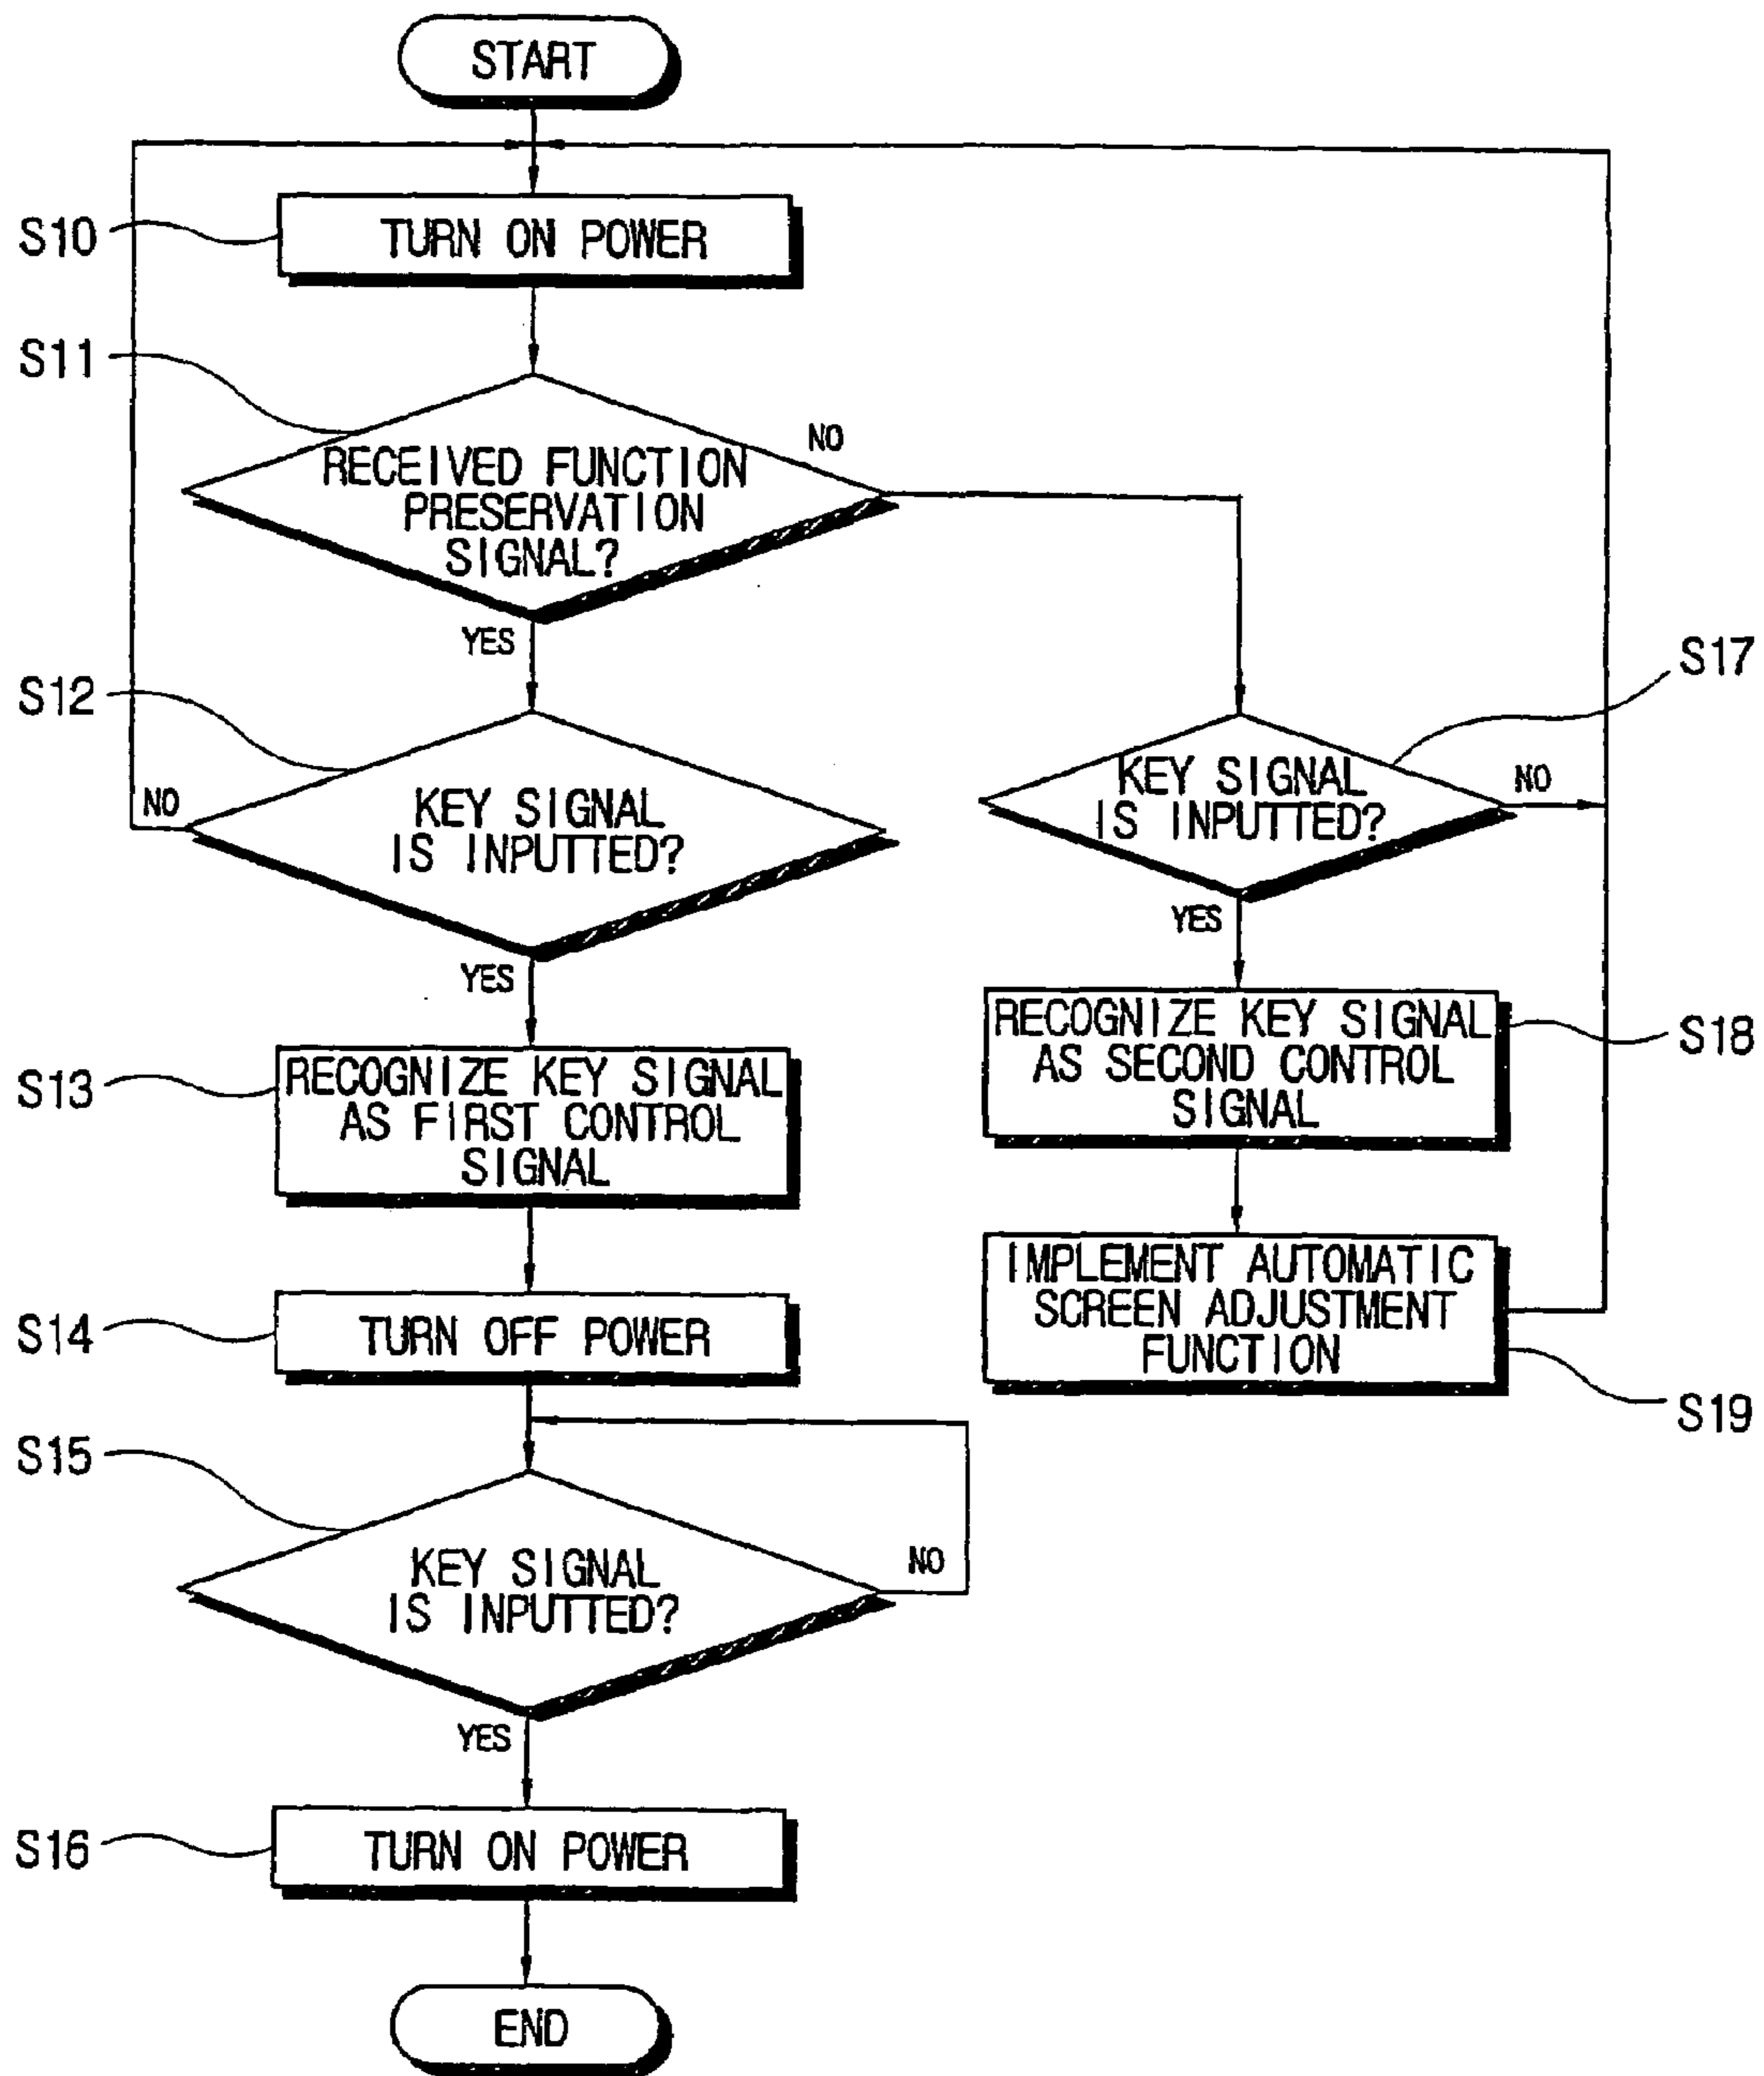 START
S10
TURN ON POWER
S11
NO
RECEIVED FUNCTION
PRESERVATION
SIGNAL?
YES
S12
NO
KEY SIGNAL
IS INPUTTED?
YES
S13
RECOGNIZE KEY SIGNAL
AS FIRST CONTROL
SIGNAL
S14
TURN OFF POWER
S15
KEY SIGNAL
IS INPUTTED?
NO
YES
S16
TURN ON POWER
END
S17
KEY SIGNAL
IS INPUTTED?
NO
YES
RECOGNIZE KEY SIGNAL
AS SECOND CONTROL
SIGNAL
S18
IMPLEMENT AUTOMATIC
SCREEN ADJUSTMENT
FUNCTION
S19